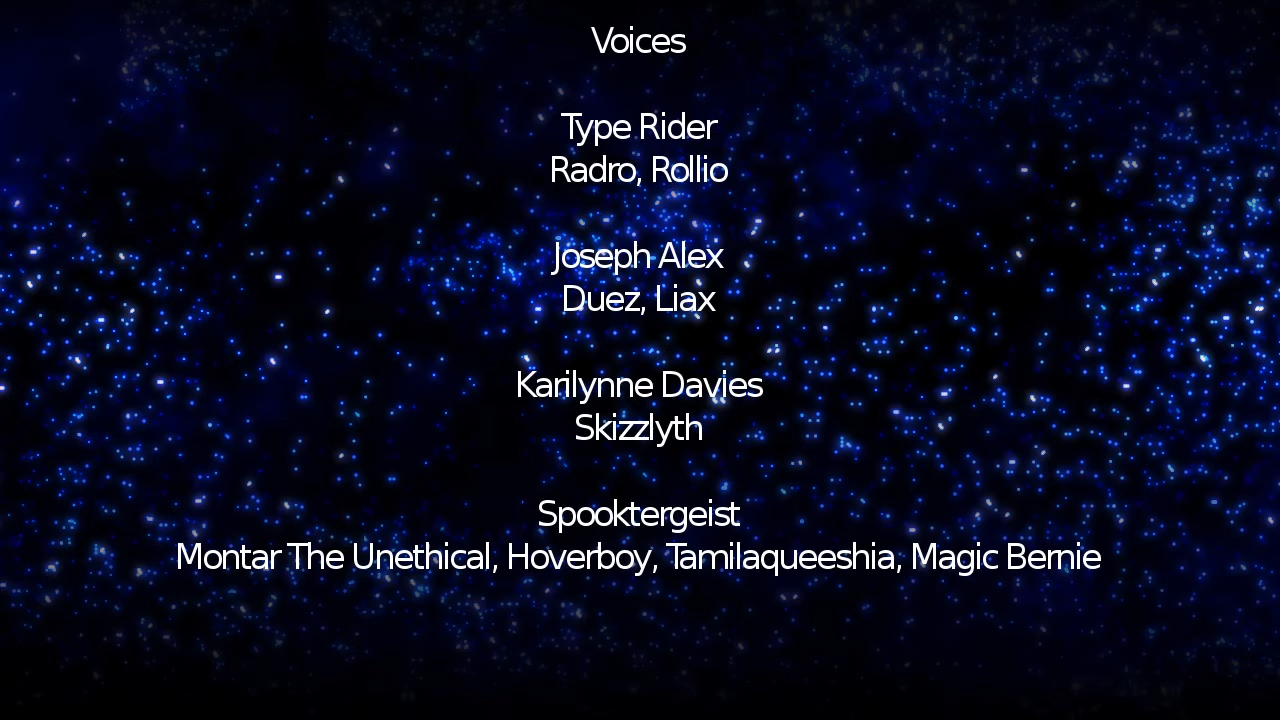 Voices
Type Rider
Radro, Rollio
Joseph Alex
Duez, Liax
Karilynne Davies
Skizzlyth
Spooktergeist
Montar The Unethical, Hoverboy, Tamilaqueeshia, Magic Bernie